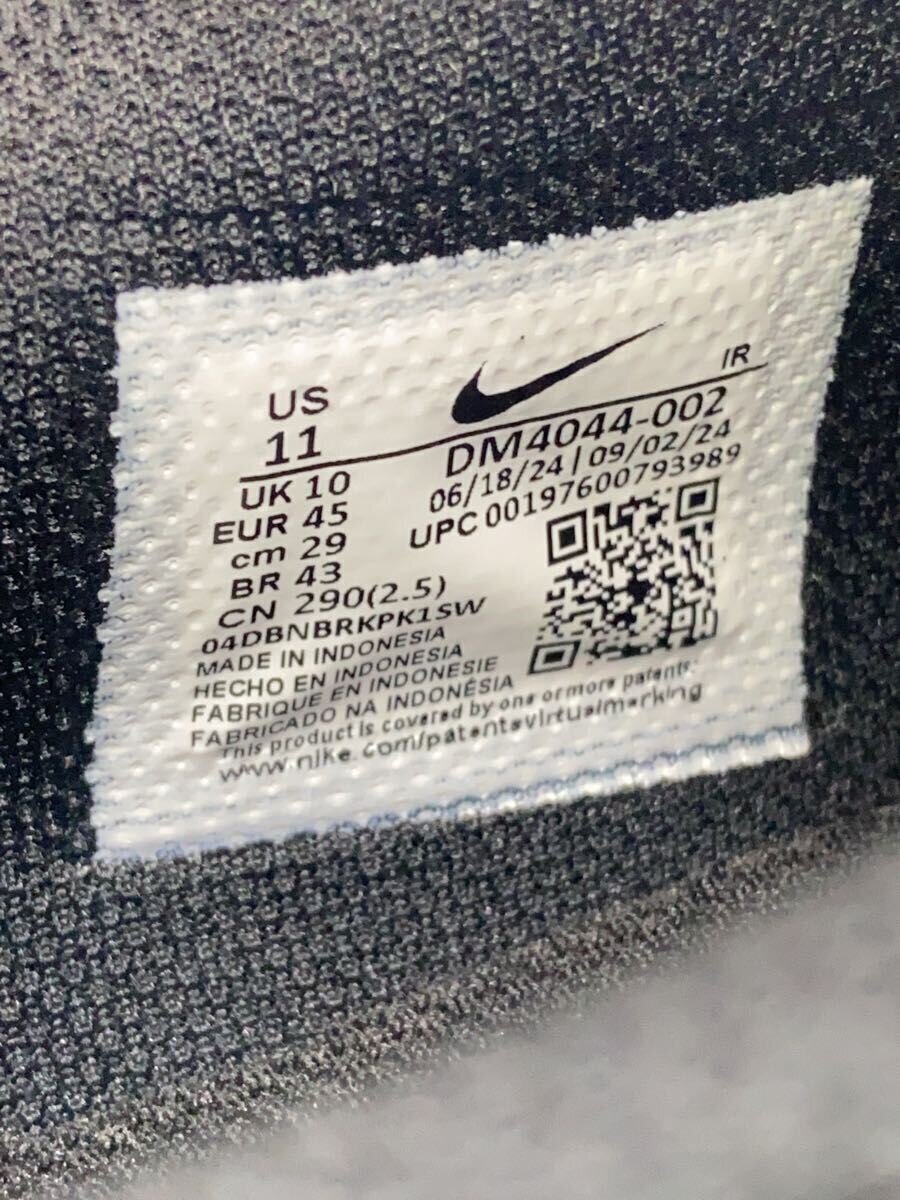 US
11
IR
DM4044-002
06/18/24 | 09/02/24
UPC 00197600793989
UK 10
EUR 45
cm 29
BR 43
CN 290(2.5)
04DBNBRKPK1SW
MADE IN INDONESIA
HECHO EN INDONESIA
FABRIQUE EN INDONESIE
FABRICADO NA INDONÉSIA
This product is covered by one or more patents:
www.nike.com/patentsvirtualmarking